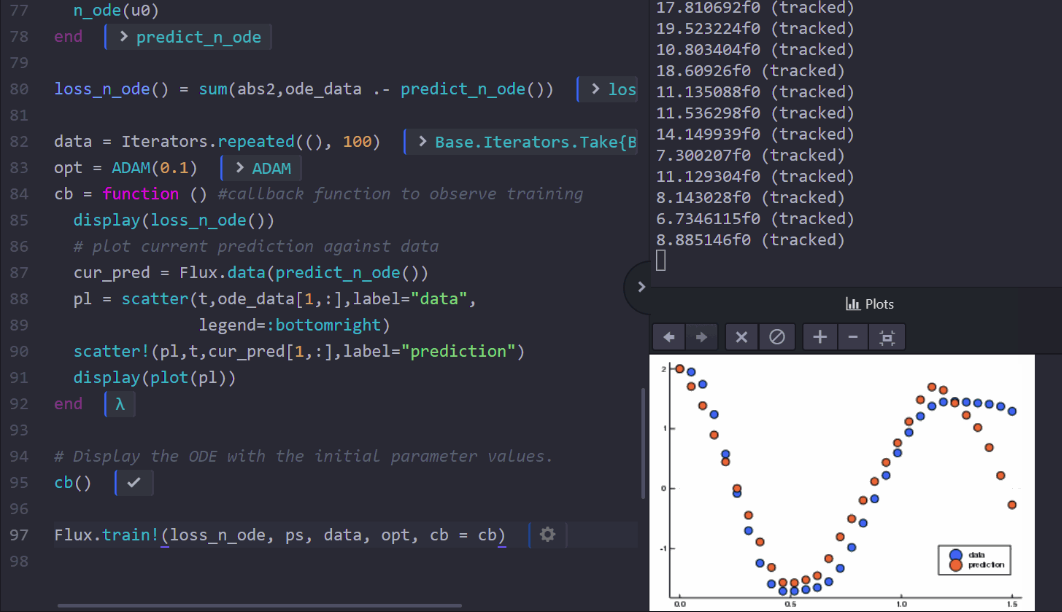 77 n_ode(u0)
78 end > predict_n_ode
79
80 loss_n_ode() = sum(abs2,ode_data .- predict_n_ode()) > los
81
82 data = Iterators.repeated((), 100) > Base.Iterators.Take{B
83 opt = ADAM(0.1) > ADAM
84 cb = function () #callback function to observe training
85 display(loss_n_ode())
86 # plot current prediction against data
87 cur_pred = Flux.data(predict_n_ode())
88 pl = scatter(t,ode_data[1,:],label="data",
89 legend=:bottomright)
90 scatter!(pl,t,cur_pred[1,:],label="prediction")
91 display(plot(pl))
92 end λ
93
94 # Display the ODE with the initial parameter values.
95 cb() ✓
96
97 Flux.train!(loss_n_ode, ps, data, opt, cb = cb)
98
17.810692f0 (tracked)
19.523224f0 (tracked)
10.803404f0 (tracked)
18.60926f0 (tracked)
11.135088f0 (tracked)
11.536298f0 (tracked)
14.149939f0 (tracked)
7.300207f0 (tracked)
11.129304f0 (tracked)
8.143028f0 (tracked)
6.7346115f0 (tracked)
8.885146f0 (tracked)
Plots
2
1
0
-1
0.0 0.5 1.0 1.5
data
prediction